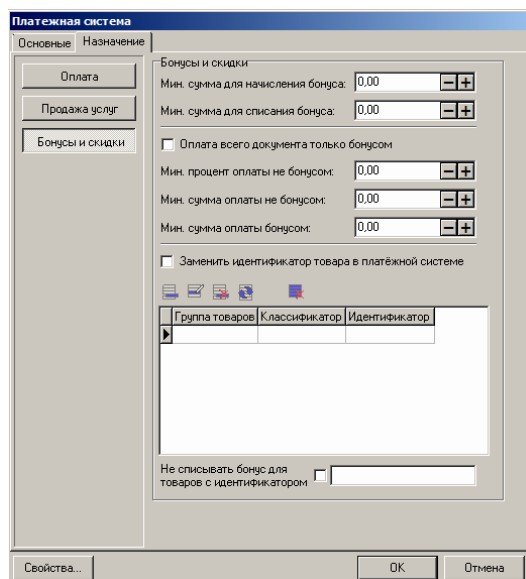 Платежная система
Основные Назначение
Оплата
Продажа услуг
Бонусы и скидки
Бонусы и скидки
Мин. сумма для начисления бонуса: 0,00
Мин. сумма для списания бонуса: 0,00
Оплата всего документа только бонусом
Мин. процент оплаты не бонусом: 0,00
Мин. сумма оплаты не бонусом: 0,00
Мин. сумма оплаты бонусом: 0,00
Заменить идентификатор товара в платёжной системе
Группа товаров Классификатор Идентификатор
Не списывать бонус для
товаров с идентификатором
Свойства... OK Отмена